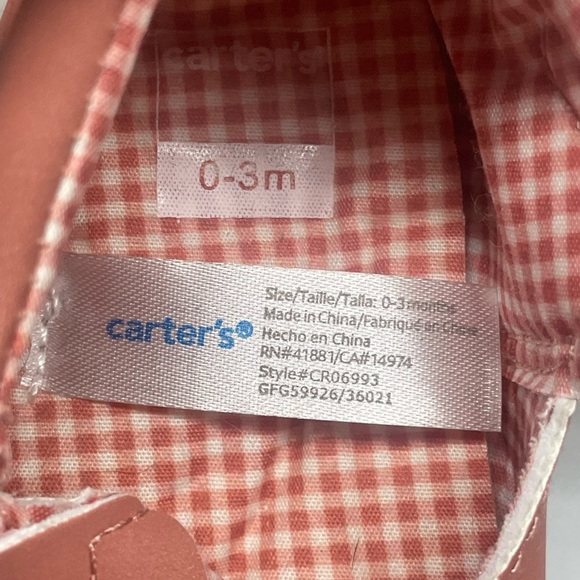 carter's
0-3m
carter's®
Size/Taille/Talla: 0-3 months
Made in China/Fabriqué en Chine
Hecho en China
RN#41881/CA#14974
Style#CR06993
GFG59926/36021